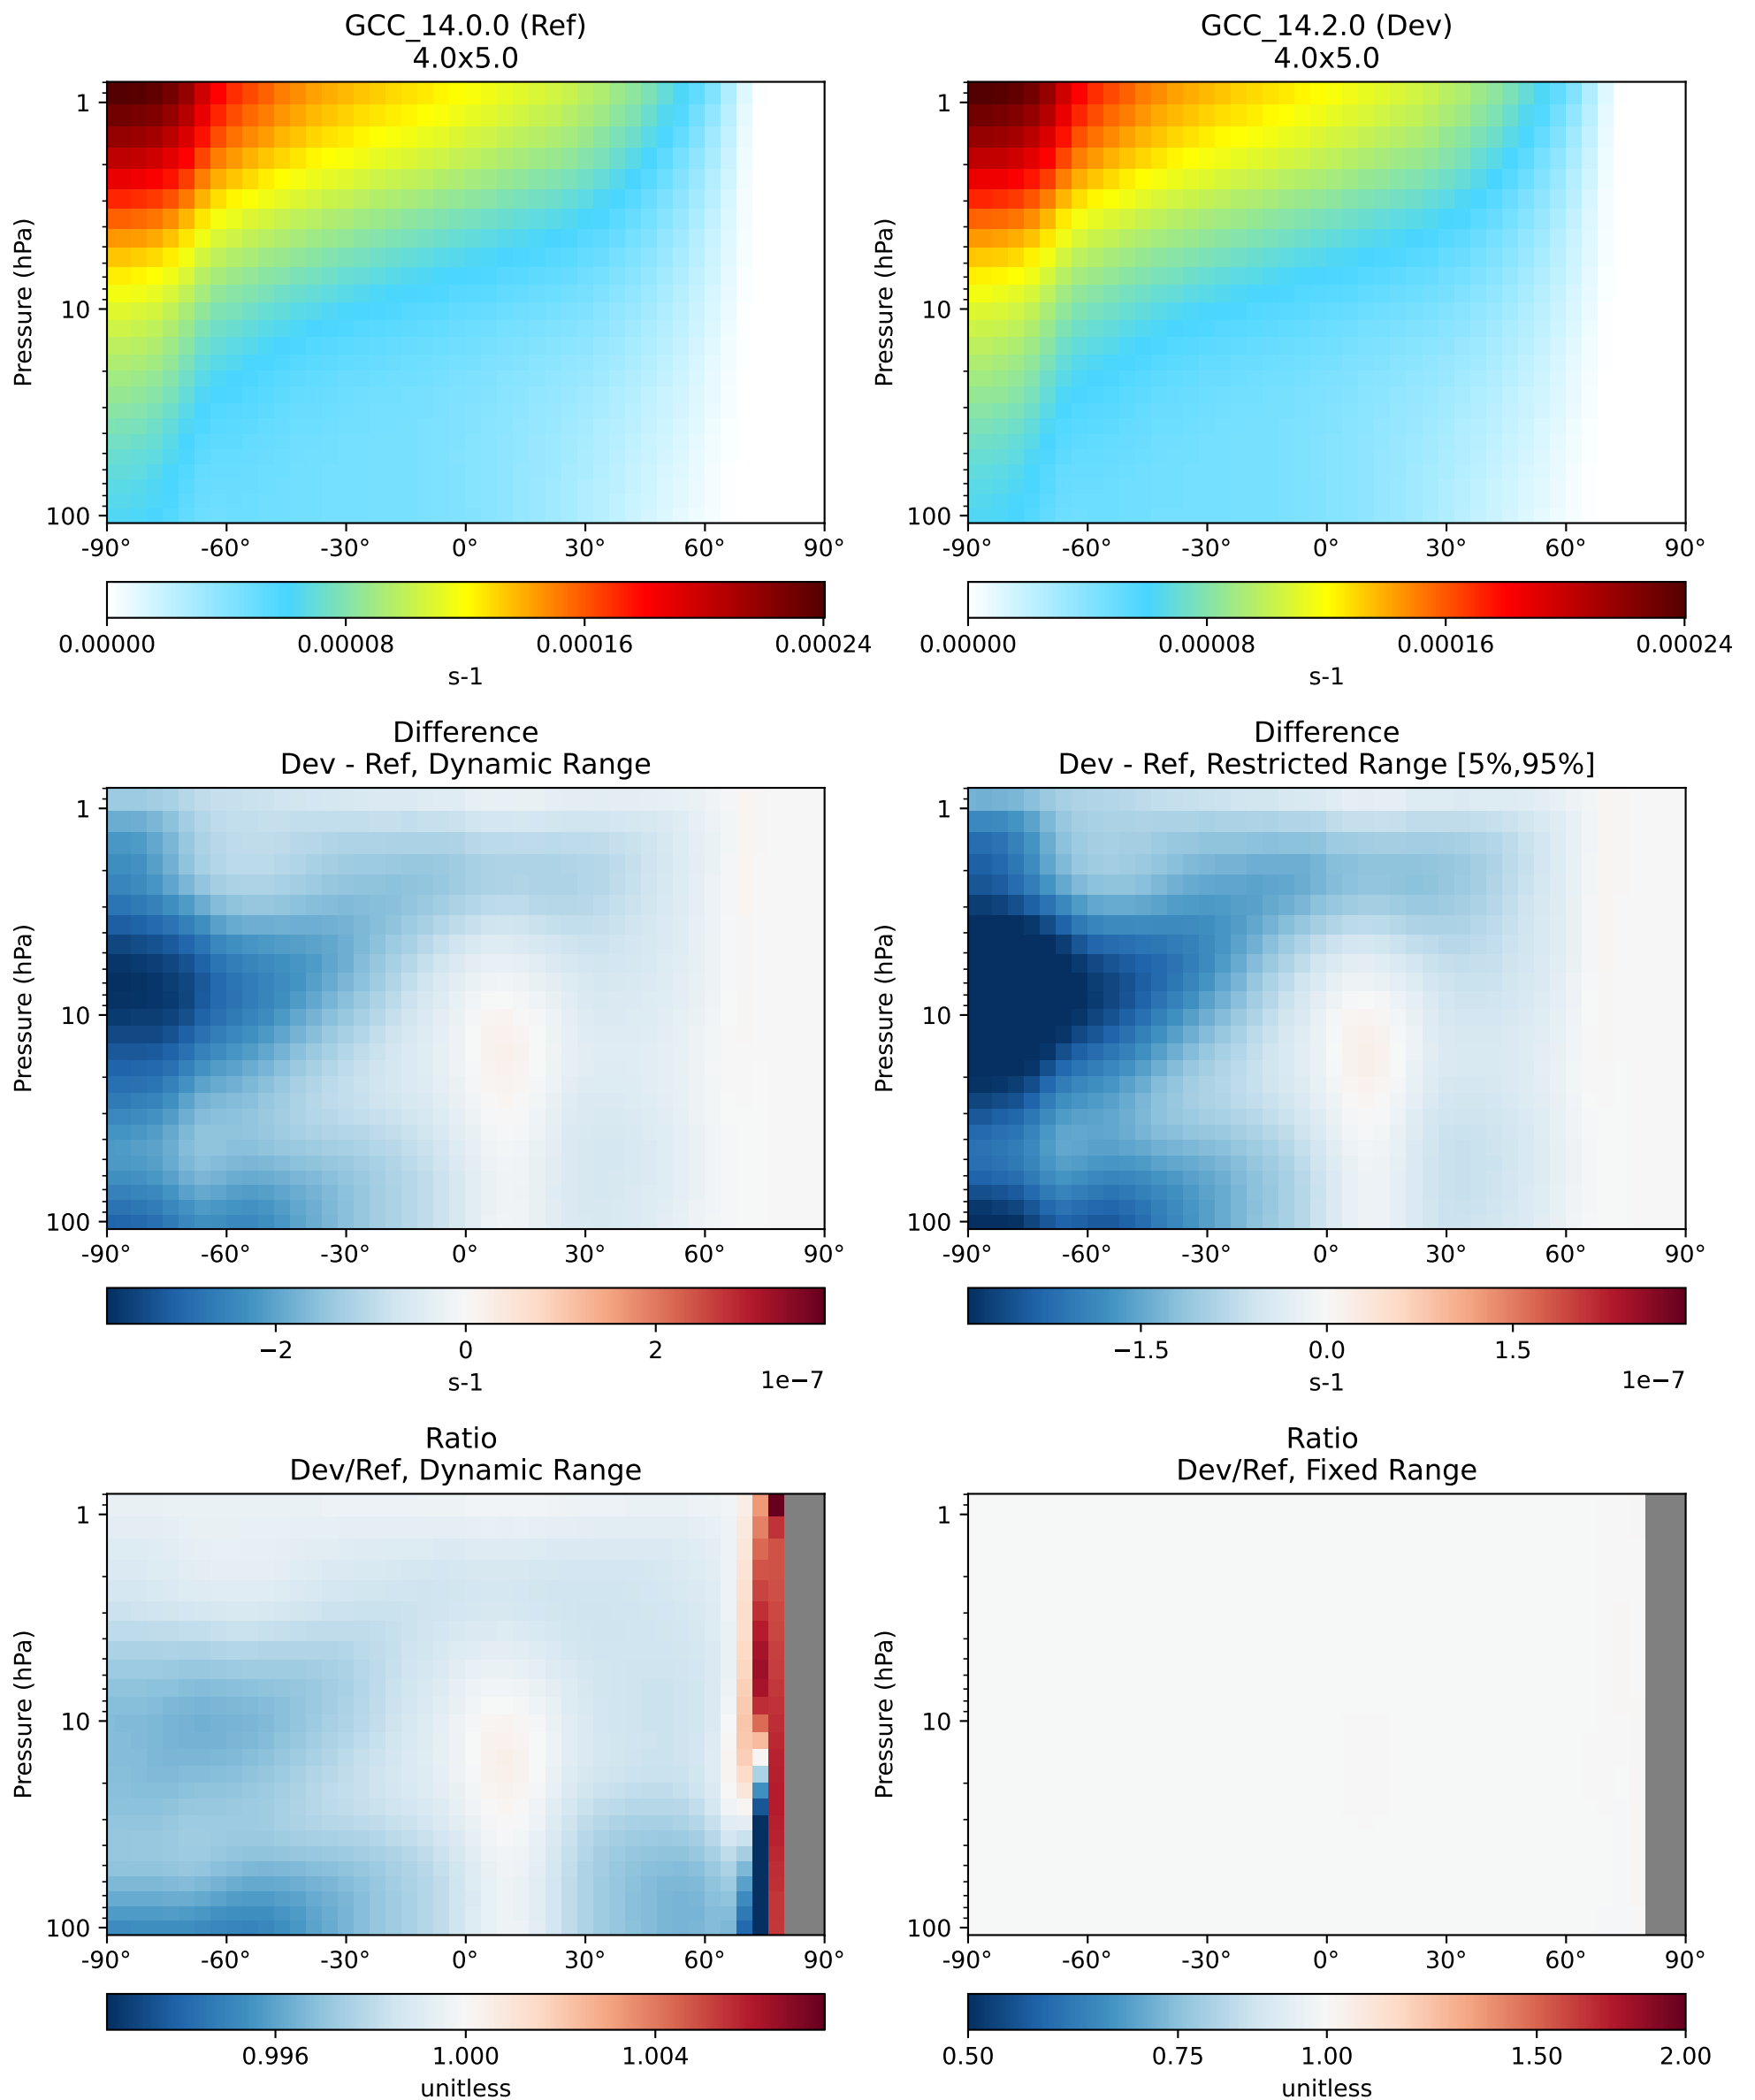 GCC_14.0.0 (Ref)
4.0x5.0
GCC_14.2.0 (Dev)
4.0x5.0
Pressure (hPa)
1
10
100
-90° -60° -30° 0° 30° 60° 90°
0.00000 0.00008 0.00016 0.00024
s-1
Pressure (hPa)
1
10
100
-90° -60° -30° 0° 30° 60° 90°
0.00000 0.00008 0.00016 0.00024
s-1
Difference
Dev - Ref, Dynamic Range
Pressure (hPa)
1
10
100
-90° -60° -30° 0° 30° 60° 90°
−2 0 2
1e−7
s-1
Difference
Dev - Ref, Restricted Range [5%,95%]
Pressure (hPa)
1
10
100
-90° -60° -30° 0° 30° 60° 90°
−1.5 0.0 1.5
1e−7
s-1
Ratio
Dev/Ref, Dynamic Range
Pressure (hPa)
1
10
100
-90° -60° -30° 0° 30° 60° 90°
0.996 1.000 1.004
unitless
Ratio
Dev/Ref, Fixed Range
Pressure (hPa)
1
10
100
-90° -60° -30° 0° 30° 60° 90°
0.50 0.75 1.00 1.50 2.00
unitless